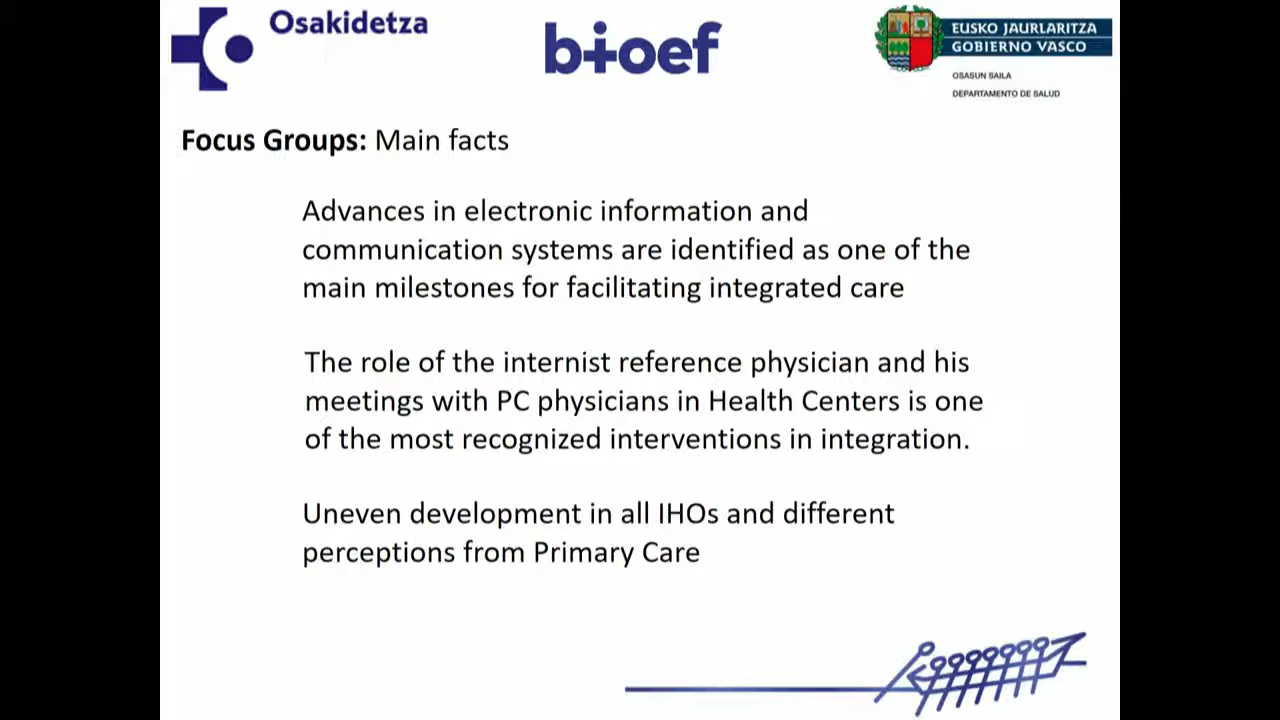 Osakidetza
bioef
EUSKO JAURLARITZA
GOBIERNO VASCO
OSASUN SAILA
DEPARTAMENTO DE SALUD
Focus Groups: Main facts
Advances in electronic information and
communication systems are identified as one of the
main milestones for facilitating integrated care
The role of the internist reference physician and his
meetings with PC physicians in Health Centers is one
of the most recognized interventions in integration.
Uneven development in all IHOs and different
perceptions from Primary Care